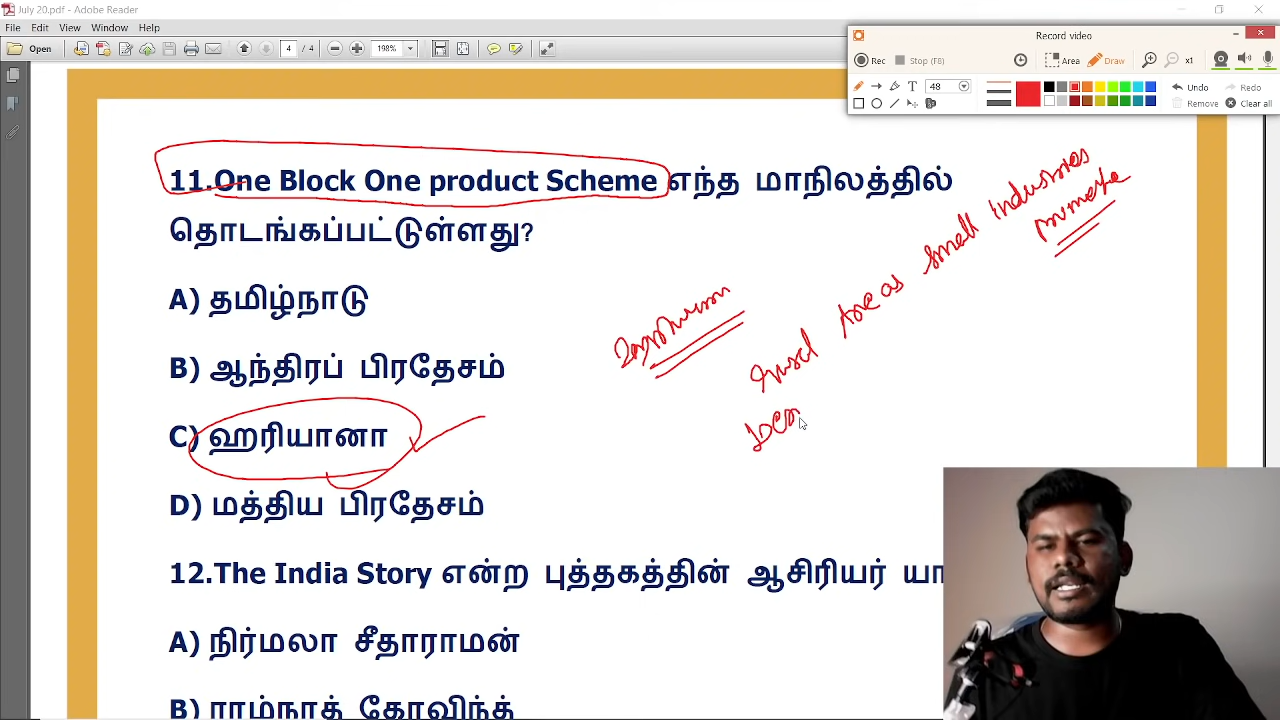 July 20.pdf - Adobe Reader
File Edit View Window Help
Open 4 / 4 198%
Record video
Rec Stop (F8) Area Draw x1
T 48 Undo Redo
Remove Clear all
11.One Block One product Scheme எந்த மாநிலத்தில்
தொடங்கப்பட்டுள்ளது?
A) தமிழ்நாடு
B) ஆந்திரப் பிரதேசம்
C) ஹரியானா
D) மத்திய பிரதேசம்
small industries
promote
Areas
12.The India Story என்ற புத்தகத்தின் ஆசிரியர்
A) நிர்மலா சீதாராமன்
B) ராம்நாத் கோவிந்த்